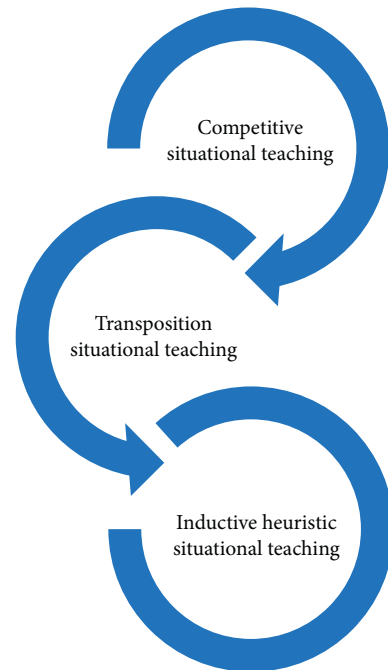 Competitive
situational teaching
Transposition
situational teaching
Inductive heuristic
situational teaching